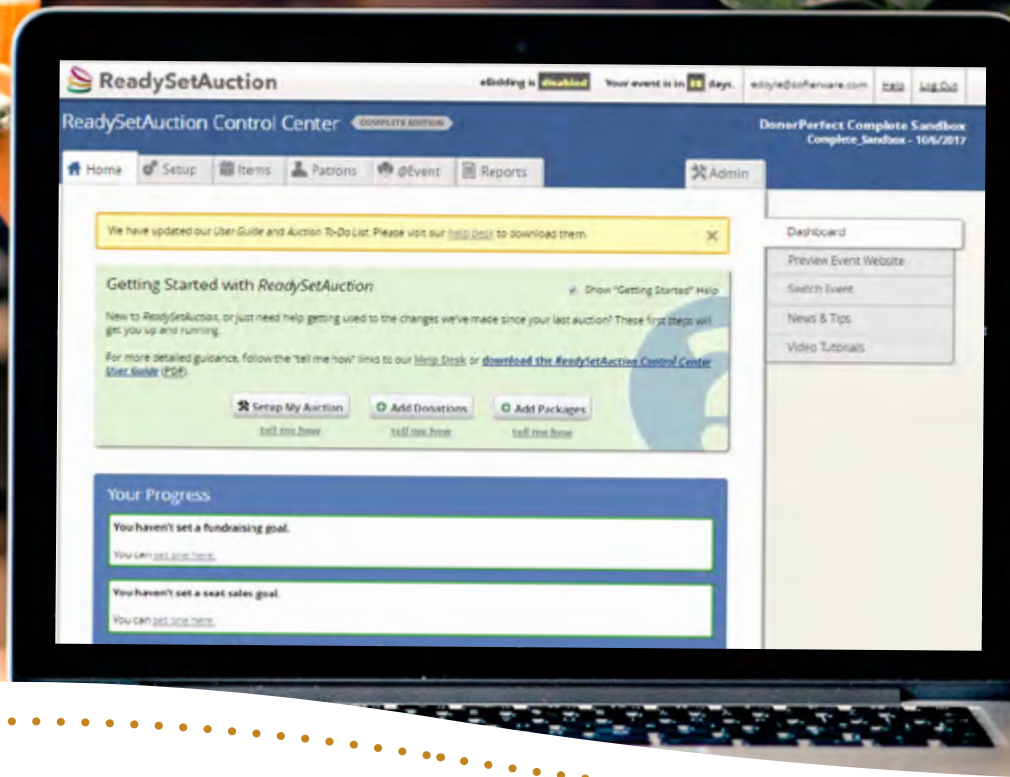 ReadySetAuction
eBidding is disabled Your event is in days. Help Log Out
ReadySetAuction Control Center COMPLETE EDITION
DonorPerfect Complete Sandbox
Complete_Sandbox - 10/6/2017
Home Setup Items Patrons @Event Reports Admin
We have updated our User Guide and Auction To-Do List. Please visit our help desk to download them.
Getting Started with ReadySetAuction
Show "Getting Started" Help
New to ReadySetAuction, or just need help getting used to the changes we've made since your last auction? These first steps will
get you up and running.
For more detailed guidance, follow the "tell me how" links to our Help Desk or download the ReadySetAuction Control Center
User Guide (PDF).
Setup My Auction Add Donations Add Packages
tell me how tell me how tell me how
Your Progress
You haven't set a fundraising goal.
You can set one here.
You haven't set a seat sales goal.
You can set one here.
Dashboard
Preview Event Website
Switch Event
News & Tips
Video Tutorials